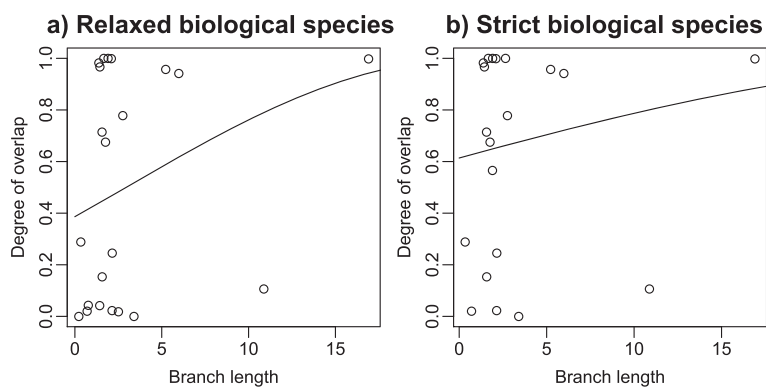 a) Relaxed biological species
Degree of overlap
1.0
0.8
0.6
0.4
0.2
0.0
0 5 10 15
Branch length
b) Strict biological species
Degree of overlap
1.0
0.8
0.6
0.4
0.2
0.0
0 5 10 15
Branch length